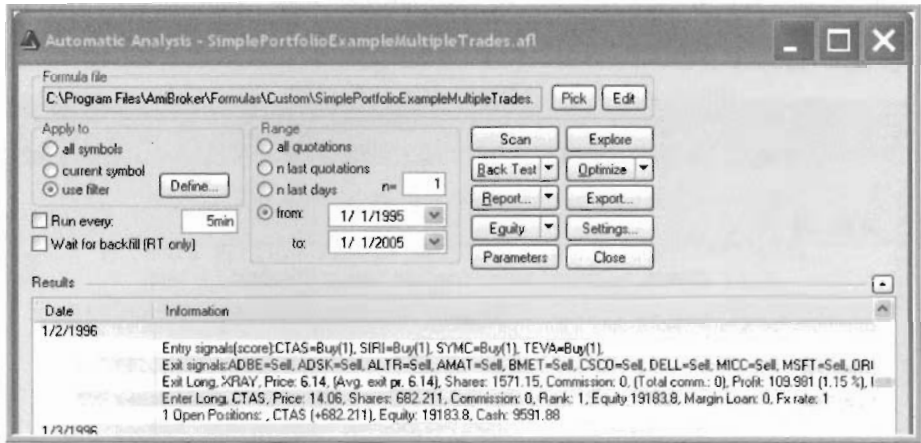 Automatic Analysis - SimplePortfolioExampleMultipleTrades.afl
Formula file
C:\Program Files\AmiBroker\Formulas\Custom\SimplePortfolioExampleMultipleTrades. Pick Edit
Apply to
all symbols
current symbol
use filter Define...
Run every: 5min
Wait for backfill (RT only)
Range
all quotations
n last quotations
n last days n= 1
from: 1/ 1/1995
to: 1/ 1/2005
Scan Explore
Back Test Optimize
Report... Export...
Equity Settings...
Parameters Close
Results
Date Information
1/2/1996
Entry signals(score):CTAS=Buy(1), SIRI=Buy(1), SYMC=Buy(1), TEVA=Buy(1),
Exit signals:ADBE=Sell, ADSK=Sell, ALTR=Sell, AMAT=Sell, BMET=Sell, CSCO=Sell, DELL=Sell, MICC=Sell, MSFT=Sell, ORI
Exit Long, XRAY, Price: 6.14, (Avg. exit pr. 6.14), Shares: 1571.15, Commission: 0, (Total comm.: 0), Profit: 109.981 (1.15 %),
Enter Long, CTAS, Price: 14.06, Shares: 682.211, Commission: 0, Rank: 1, Equity 19183.8, Margin Loan: 0, Fx rate: 1
1 Open Positions: , CTAS (+682.211), Equity: 19183.8, Cash: 9591.88
1/3/1996